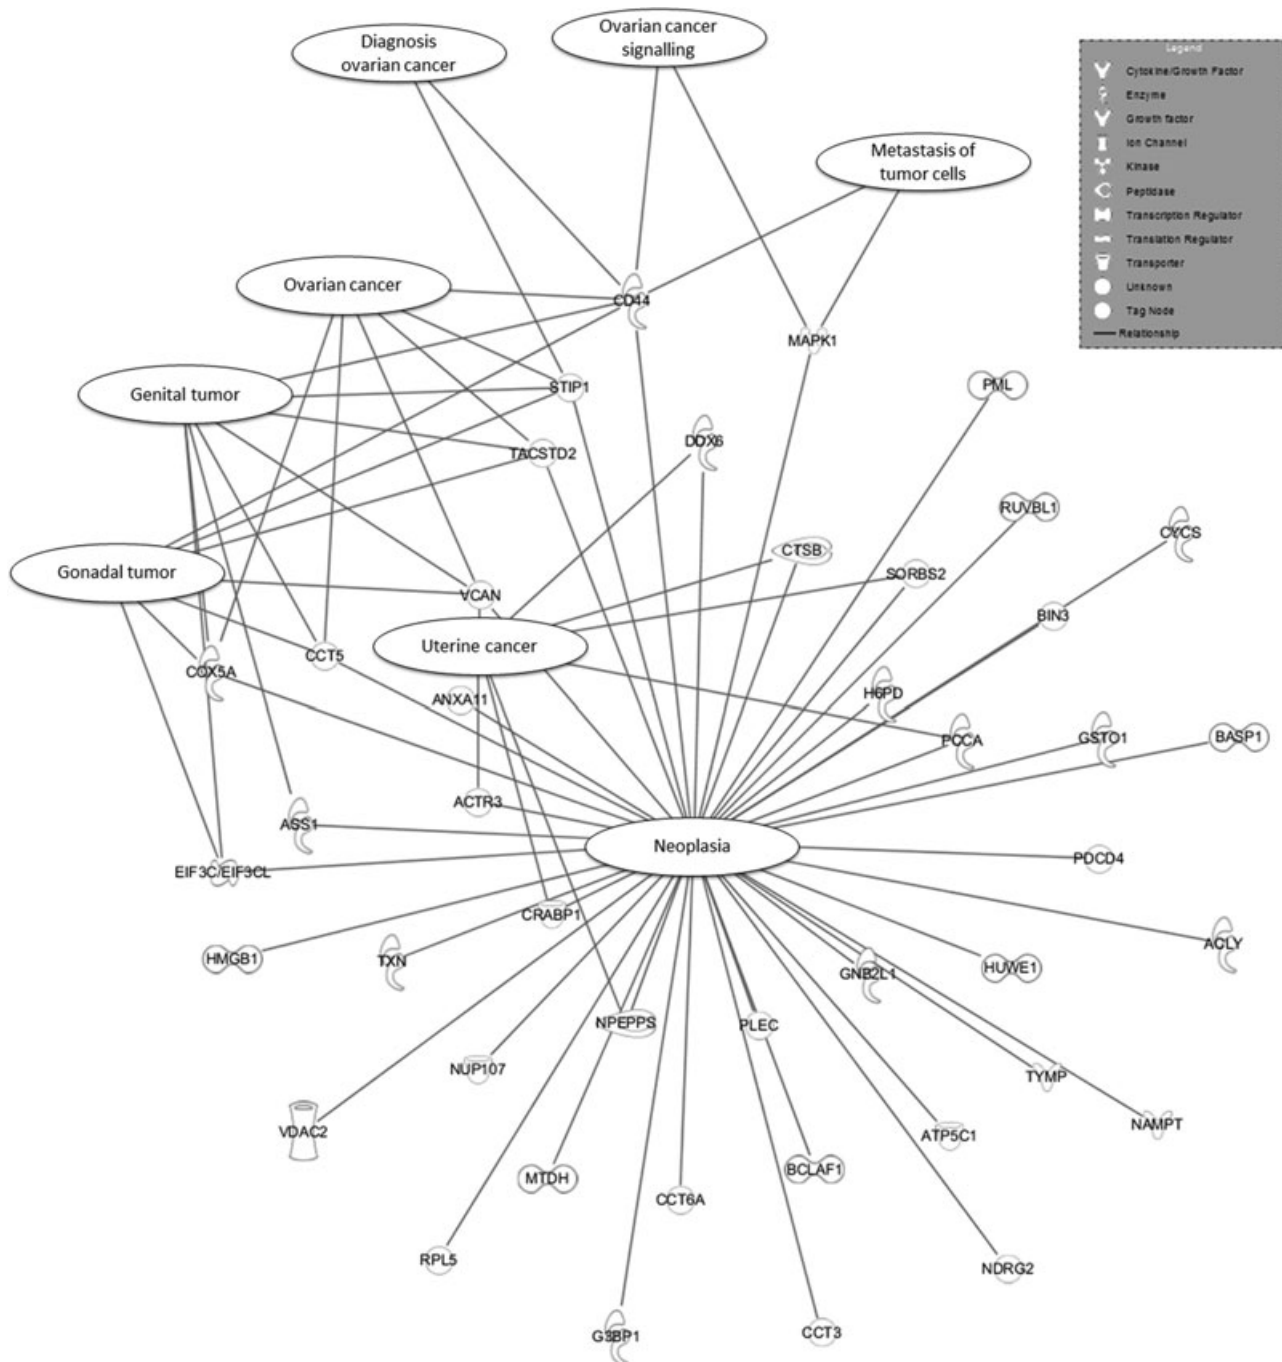 Diagnosis
ovarian cancer
Ovarian cancer
signalling
Legend
Cytokine/Growth Factor
Enzyme
Growth factor
Ion Channel
Kinase
Peptidase
Transcription Regulator
Translation Regulator
Transporter
Unknown
Tag Node
Relationship
Metastasis of
tumor cells
Ovarian cancer
CD44
MAPK1
Genital tumor
STIP1
PML
TACSTD2
DDX6
RUVBL1
CYCS
CTSB
Gonadal tumor
SORBS2
VCAN
BIN3
Uterine cancer
COX5A
CCT5
ANXA11
H6PD
PCCA
GSTO1
BASP1
ACTR3
ASS1
Neoplasia
PDCD4
EIF3C/EIF3CL
CRABP1
HMGB1
TXN
GNB2L1
HUWE1
ACLY
NPEPPS
PLEC
NUP107
TYMP
VDAC2
ATP5C1
NAMPT
MTDH
BCLAF1
CCT6A
RPL5
NDRG2
G3BP1
CCT3